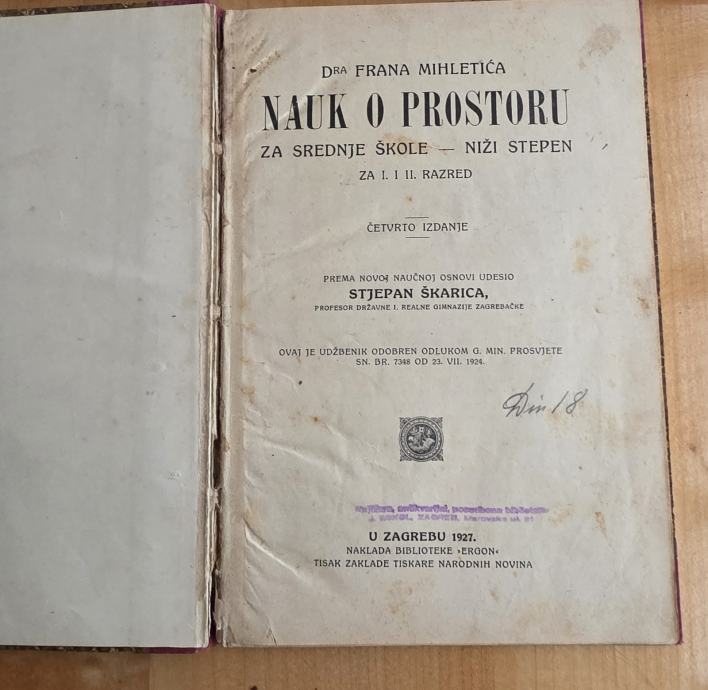 DRA FRANA MIHLETIĆA
NAUK O PROSTORU
ZA SREDNJE ŠKOLE — NIŽI STEPEN
ZA I. I II. RAZRED
ČETVRTO IZDANJE
PREMA NOVOJ NAUČNOJ OSNOVI UDESIO
STJEPAN ŠKARICA,
PROFESOR DRŽAVNE I. REALNE GIMNAZIJE ZAGREBAČKE
OVAJ JE UDŽBENIK ODOBREN ODLUKOM G. MIN. PROSVJETE
SN. BR. 7348 OD 23. VII. 1924.
Din 18
ZAGREB,
U ZAGREBU 1927.
NAKLADA BIBLIOTEKE ›ERGON‹
TISAK ZAKLADE TISKARE NARODNIH NOVINA